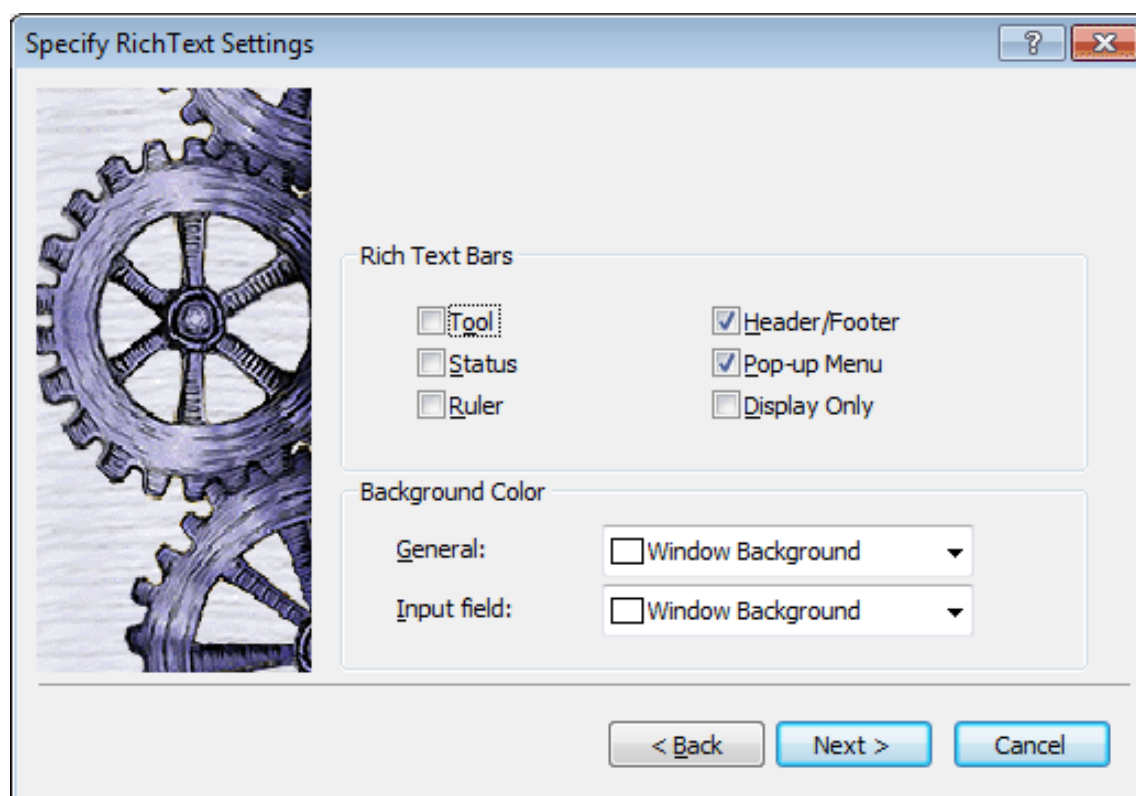 Specify RichText Settings
?
Rich Text Bars
Tool
Header/Footer
Status
Pop-up Menu
Ruler
Display Only
Background Color
General:
Window Background
Input field:
Window Background
< Back
Next >
Cancel